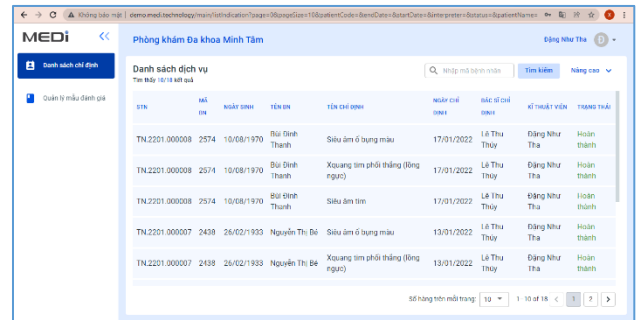 Không bảo mật | demo.medi.technology/main/listIndication?page=0&pageSize=10&patientCode=&endDate=&startDate=&interpreter=&status=&patientName=
MEDi
Phòng khám Đa khoa Minh Tâm
Đặng Như Tha
Danh sách chỉ định
Quản lý mẫu đánh giá
Danh sách dịch vụ
Tìm thấy 18/18 kết quả
Nhập mã bệnh nhân
Tìm kiếm
Nâng cao
STN MÃ BN NGÀY SINH TÊN BN TÊN CHỈ ĐỊNH NGÀY CHỈ ĐỊNH BÁC SĨ CHỈ ĐỊNH KĨ THUẬT VIÊN TRẠNG THÁI
TN.2201.000008 2574 10/08/1970 Bùi Đình Thanh Siêu âm ổ bụng màu 17/01/2022 Lê Thu Thủy Đặng Như Tha Hoàn thành
TN.2201.000008 2574 10/08/1970 Bùi Đình Thanh Xquang tim phổi thẳng (lồng ngực) 17/01/2022 Lê Thu Thủy Đặng Như Tha Hoàn thành
TN.2201.000008 2574 10/08/1970 Bùi Đình Thanh Siêu âm tim 17/01/2022 Lê Thu Thủy Đặng Như Tha Hoàn thành
TN.2201.000007 2438 26/02/1933 Nguyễn Thị Bé Siêu âm ổ bụng màu 13/01/2022 Lê Thu Thủy Đặng Như Tha Hoàn thành
TN.2201.000007 2438 26/02/1933 Nguyễn Thị Bé Xquang tim phổi thẳng (lồng ngực) 13/01/2022 Lê Thu Thủy Đặng Như Tha Hoàn thành
Số hàng trên mỗi trang: 10 1-10 of 18 < 1 2 >